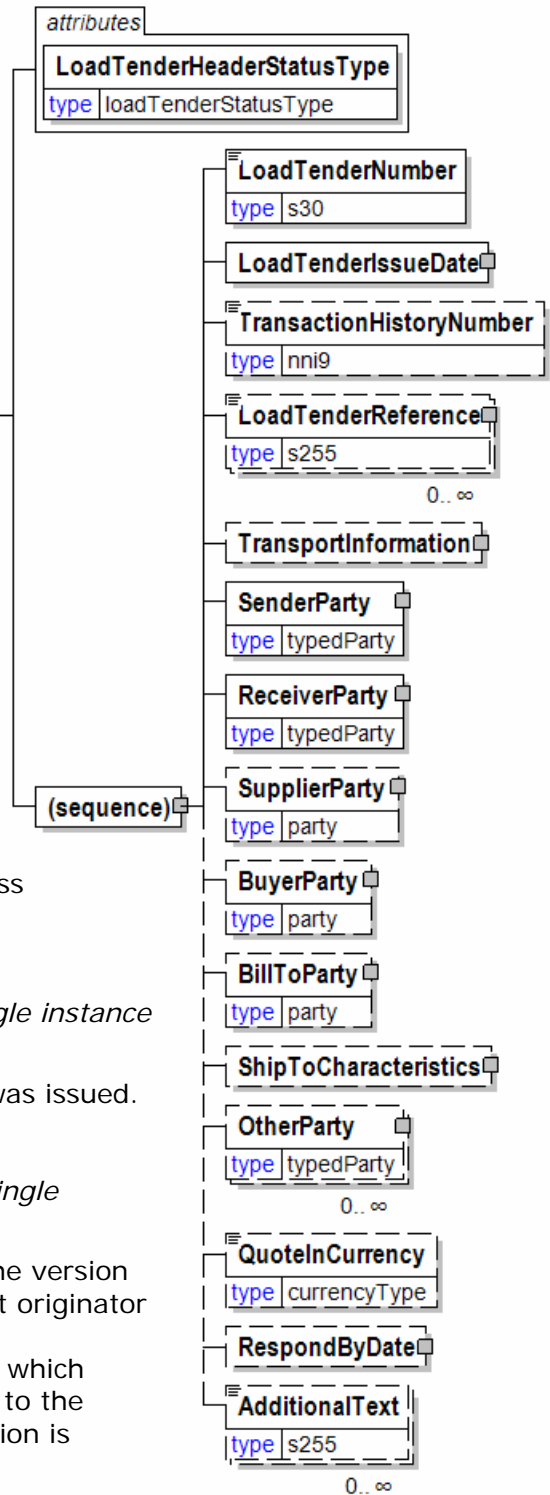 attributes
LoadTenderHeaderStatusType
type loadTenderStatusType
LoadTenderNumber
type s30
LoadTenderIssueDate
TransactionHistoryNumber
type nni9
LoadTenderReference
type s255
0..∞
TransportInformation
SenderParty
type typedParty
ReceiverParty
type typedParty
(sequence)
SupplierParty
type party
BuyerParty
type party
BillToParty
type party
ShipToCharacteristics
OtherParty
type typedParty
0..∞
QuoteInCurrency
type currencyType
RespondByDate
AdditionalText
type s255
0..∞
ss
gle instance
was issued.
ingle
ne version
t originator
which
to the
ion is